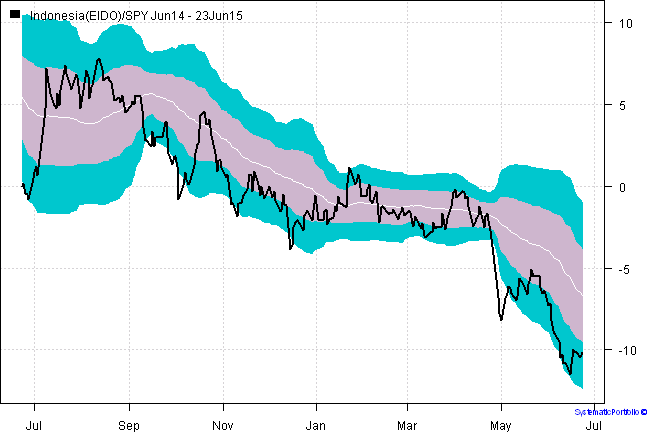 Indonesia(EIDO)/SPY Jun14 - 23Jun15
10
5
0
-5
-10
Jul Sep Nov Jan Mar May Jul
SystematicPortfolio ©